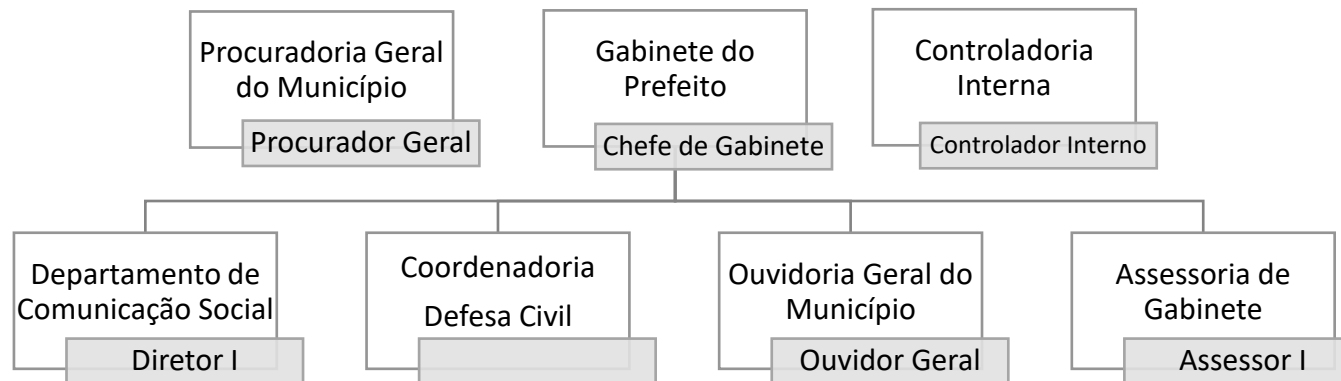 Procuradoria Geral
do Município
Procurador Geral
Gabinete do
Prefeito
Chefe de Gabinete
Controladoria
Interna
Controlador Interno
Departamento de
Comunicação Social
Diretor I
Coordenadoria
Defesa Civil
Ouvidoria Geral do
Município
Ouvidor Geral
Assessoria de
Gabinete
Assessor I